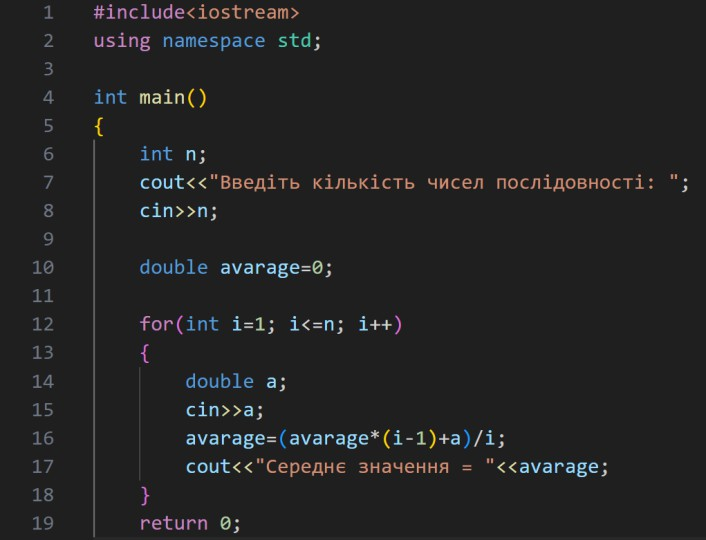 1 #include<iostream>
2 using namespace std;
3
4 int main()
5 {
6 int n;
7 cout<<"Введіть кількість чисел послідовності: ";
8 cin>>n;
9
10 double avarage=0;
11
12 for(int i=1; i<=n; i++)
13 {
14 double a;
15 cin>>a;
16 avarage=(avarage*(i-1)+a)/i;
17 cout<<"Середнє значення = "<<avarage;
18 }
19 return 0;